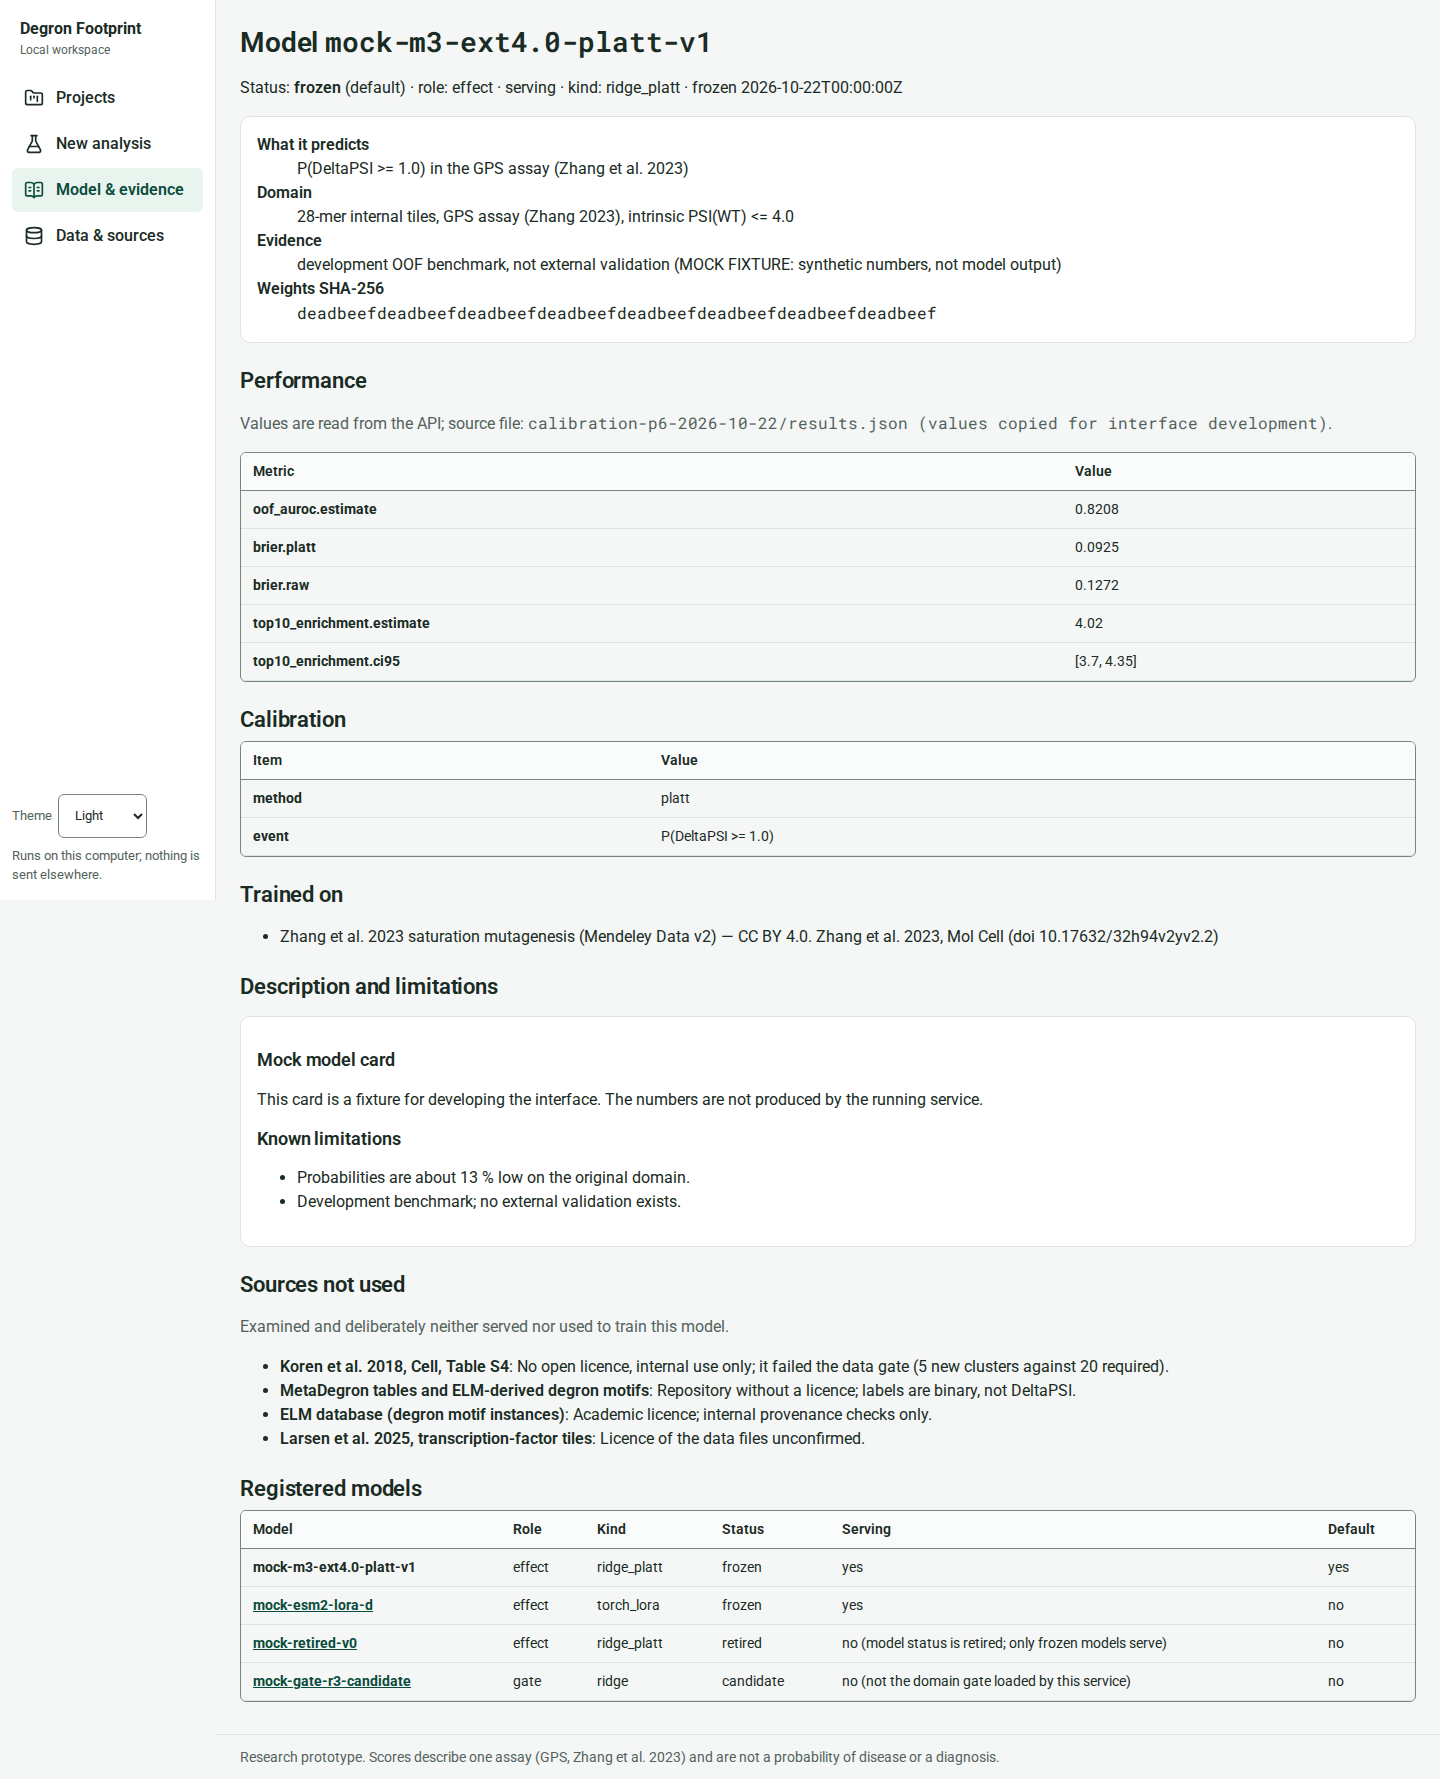 Degron Footprint
Local workspace
Projects
New analysis
Model & evidence
Data & sources
Theme Light
Runs on this computer; nothing is
sent elsewhere.
Model mock-m3-ext4.0-platt-v1
Status: frozen (default) · role: effect · serving · kind: ridge_platt · frozen 2026-10-22T00:00:00Z
What it predicts
P(DeltaPSI >= 1.0) in the GPS assay (Zhang et al. 2023)
Domain
28-mer internal tiles, GPS assay (Zhang 2023), intrinsic PSI(WT) <= 4.0
Evidence
development OOF benchmark, not external validation (MOCK FIXTURE: synthetic numbers, not model output)
Weights SHA-256
deadbeefdeadbeefdeadbeefdeadbeefdeadbeefdeadbeefdeadbeefdeadbeef
Performance
Values are read from the API; source file: calibration-p6-2026-10-22/results.json (values copied for interface development).
Metric Value
oof_auroc.estimate 0.8208
brier.platt 0.0925
brier.raw 0.1272
top10_enrichment.estimate 4.02
top10_enrichment.ci95 [3.7, 4.35]
Calibration
Item Value
method platt
event P(DeltaPSI >= 1.0)
Trained on
• Zhang et al. 2023 saturation mutagenesis (Mendeley Data v2) — CC BY 4.0. Zhang et al. 2023, Mol Cell (doi 10.17632/32h94v2yv2.2)
Description and limitations
Mock model card
This card is a fixture for developing the interface. The numbers are not produced by the running service.
Known limitations
• Probabilities are about 13 % low on the original domain.
• Development benchmark; no external validation exists.
Sources not used
Examined and deliberately neither served nor used to train this model.
• Koren et al. 2018, Cell, Table S4: No open licence, internal use only; it failed the data gate (5 new clusters against 20 required).
• MetaDegron tables and ELM-derived degron motifs: Repository without a licence; labels are binary, not DeltaPSI.
• ELM database (degron motif instances): Academic licence; internal provenance checks only.
• Larsen et al. 2025, transcription-factor tiles: Licence of the data files unconfirmed.
Registered models
Model Role Kind Status Serving Default
mock-m3-ext4.0-platt-v1 effect ridge_platt frozen yes yes
mock-esm2-lora-d effect torch_lora frozen yes no
mock-retired-v0 effect ridge_platt retired no (model status is retired; only frozen models serve) no
mock-gate-r3-candidate gate ridge candidate no (not the domain gate loaded by this service) no
Research prototype. Scores describe one assay (GPS, Zhang et al. 2023) and are not a probability of disease or a diagnosis.